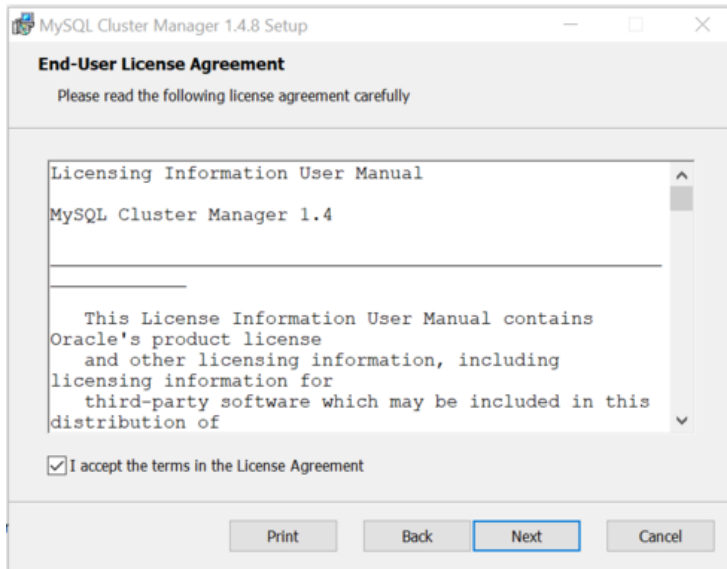 MySQL Cluster Manager 1.4.8 Setup
End-User License Agreement
Please read the following license agreement carefully
Licensing Information User Manual
MySQL Cluster Manager 1.4
This License Information User Manual contains
Oracle's product license
and other licensing information, including
licensing information for
third-party software which may be included in this
distribution of
I accept the terms in the License Agreement
Print Back Next Cancel